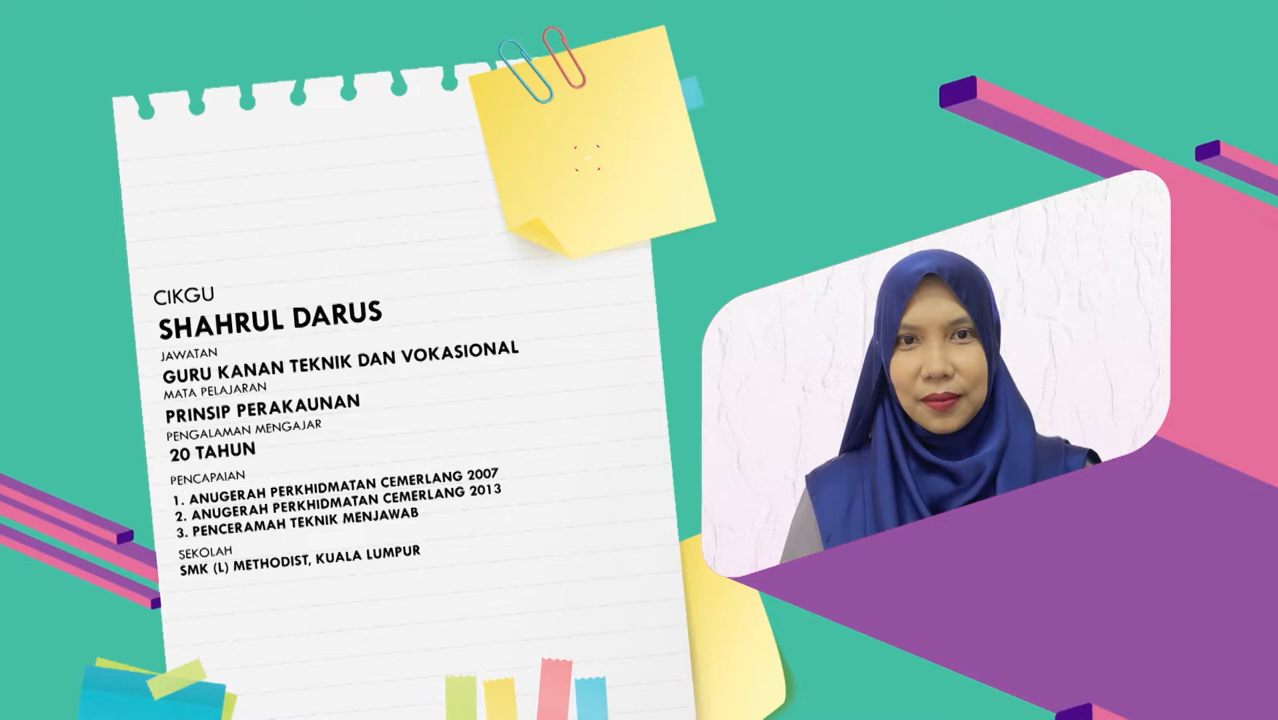 CIKGU
SHAHRUL DARUS
JAWATAN
GURU KANAN TEKNIK DAN VOKASIONAL
MATA PELAJARAN
PRINSIP PERAKAUNAN
PENGALAMAN MENGAJAR
20 TAHUN
PENCAPAIAN
1. ANUGERAH PERKHIDMATAN CEMERLANG 2007
2. ANUGERAH PERKHIDMATAN CEMERLANG 2013
3. PENCERAMAH TEKNIK MENJAWAB
SEKOLAH
SMK (L) METHODIST, KUALA LUMPUR